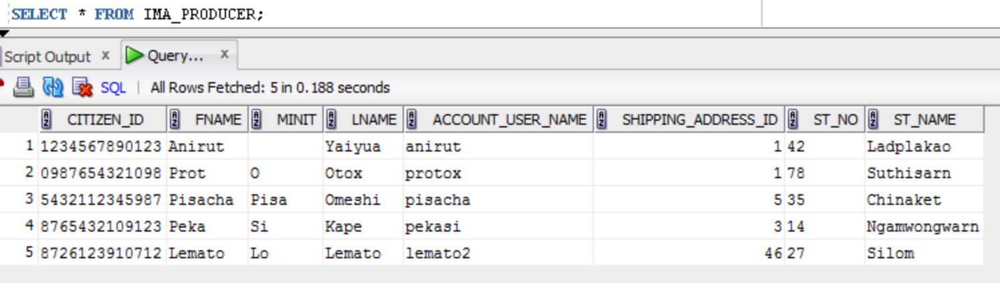 SELECT * FROM IMA_PRODUCER;
Script Output x Query... x
SQL | All Rows Fetched: 5 in 0.188 seconds
CITIZEN_ID FNAME MINIT LNAME ACCOUNT_USER_NAME SHIPPING_ADDRESS_ID ST_NO ST_NAME
1 1234567890123 Anirut Yaiyua anirut 1 42 Ladplakao
2 0987654321098 Prot O Otox protox 1 78 Suthisarn
3 5432112345987 Pisacha Pisa Omeshi pisacha 5 35 Chinaket
4 8765432109123 Peka Si Kape pekasi 3 14 Ngamwongwarn
5 8726123910712 Lemato Lo Lemato lemato2 46 27 Silom